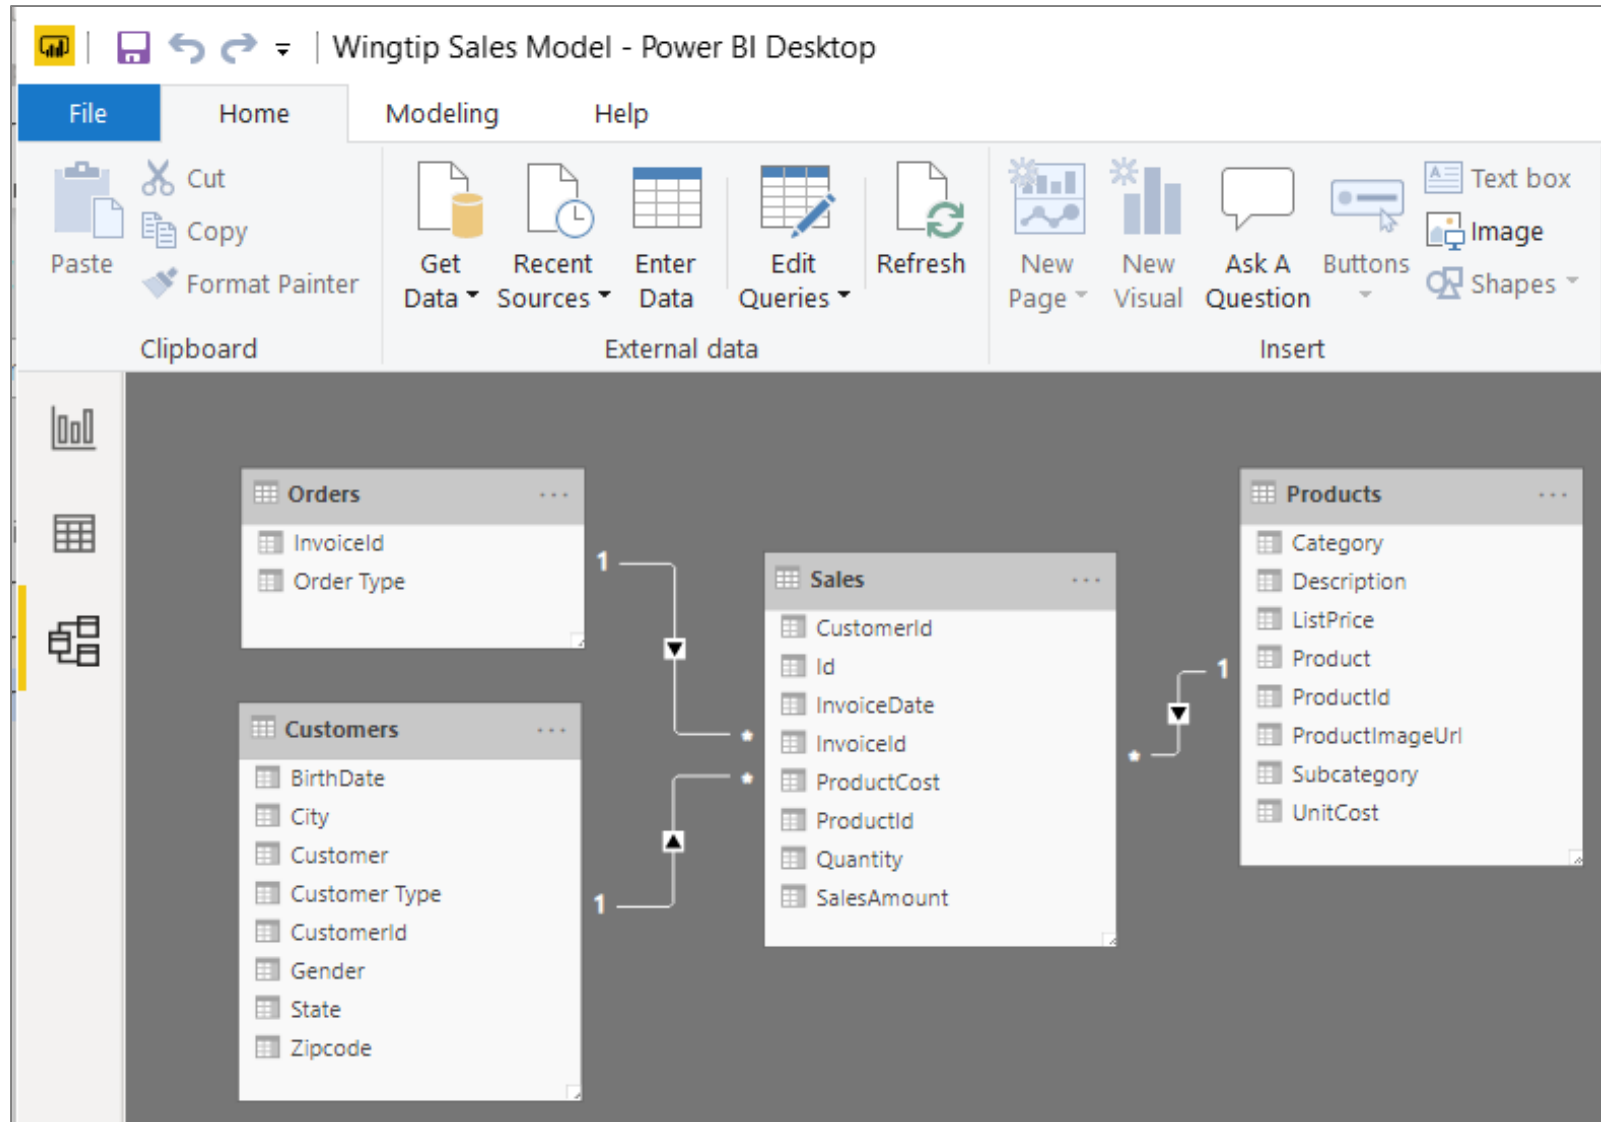 Wingtip Sales Model - Power BI Desktop
File Home Modeling Help
Paste
Cut
Copy
Format Painter
Clipboard
Get Data
Recent Sources
Enter Data
Edit Queries
Refresh
External data
New Page
New Visual
Ask A Question
Buttons
Text box
Image
Shapes
Insert
Orders
InvoiceId
Order Type
Customers
BirthDate
City
Customer
Customer Type
CustomerId
Gender
State
Zipcode
1
*
*
1
Sales
CustomerId
Id
InvoiceDate
InvoiceId
ProductCost
ProductId
Quantity
SalesAmount
*
1
Products
Category
Description
ListPrice
Product
ProductId
ProductImageUrl
Subcategory
UnitCost